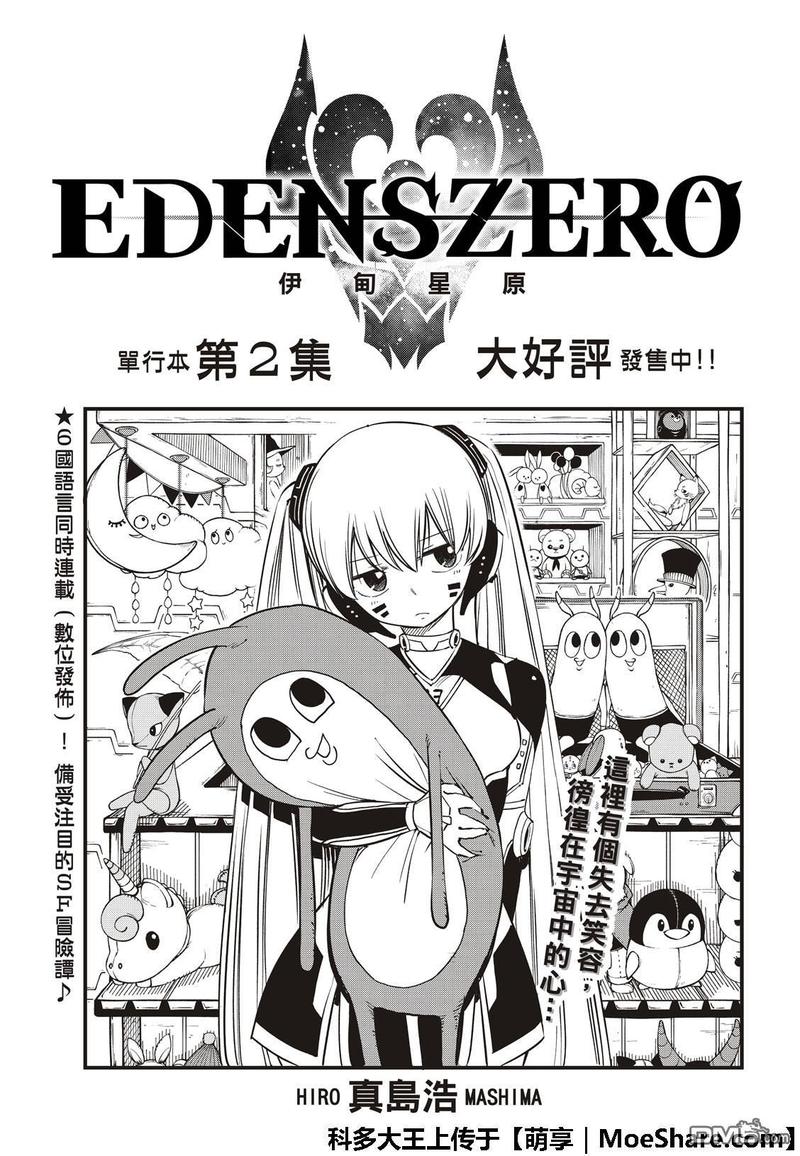 EDENSZERO
伊甸星原
單行本 第2集 大好評 發售中!!
★6國語言同時連載(數位發佈)! 備受注目的SF冒險譚♪
這裡有個失去笑容,
徬徨在宇宙中的心…
HIRO 真島浩 MASHIMA
科多大王上传于【萌享|MoeShare.com】